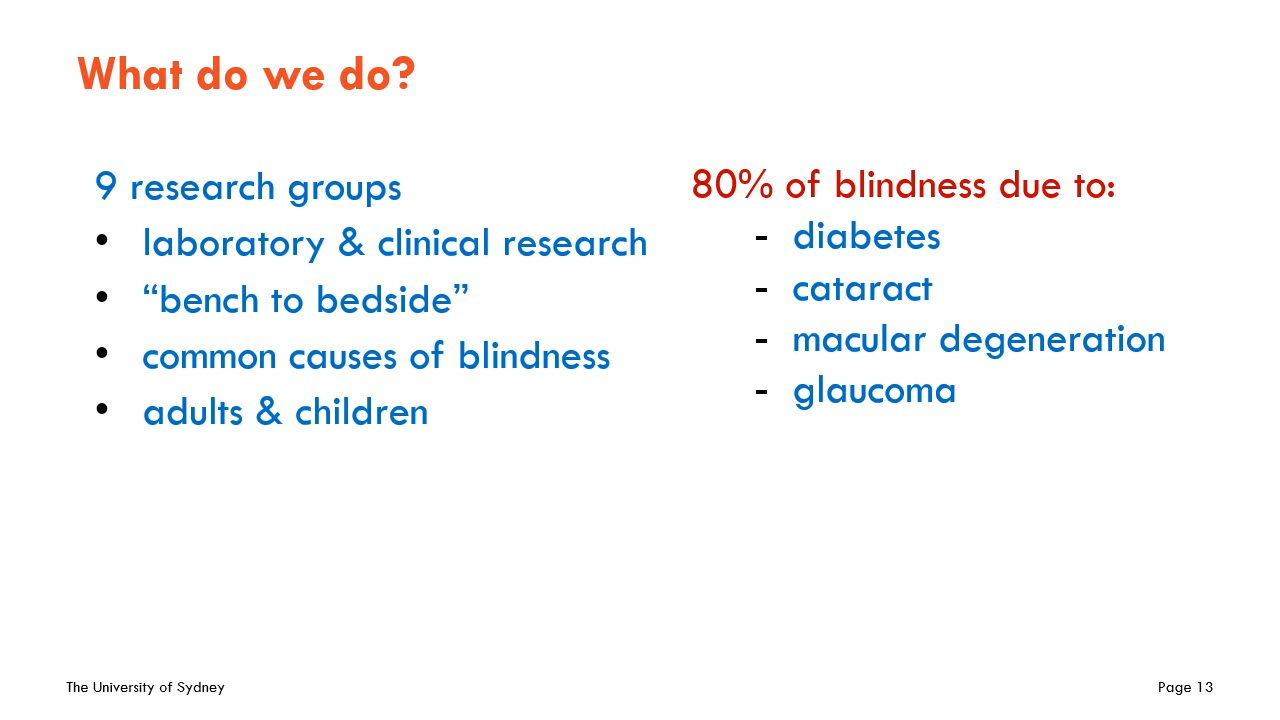 What do we do?
9 research groups
• laboratory & clinical research
• “bench to bedside”
• common causes of blindness
• adults & children
80% of blindness due to:
- diabetes
- cataract
- macular degeneration
- glaucoma
The University of Sydney
Page 13